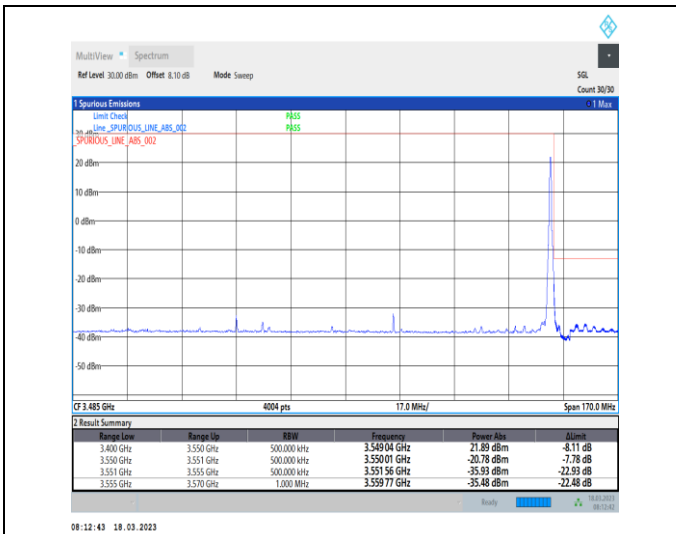 MultiView Spectrum
Ref Level 30.00 dBm Offset 8.10 dB Mode Sweep SGL
Count 30/30
1 Spurious Emissions 1 Max
Limit Check PASS
Line _SPURIOUS_LINE_ABS_002 PASS
30 dBm
_SPURIOUS_LINE_ABS_002
20 dBm
10 dBm
0 dBm
-10 dBm
-20 dBm
-30 dBm
-40 dBm
-50 dBm
CF 3.485 GHz 4004 pts 17.0 MHz/ Span 170.0 MHz
2 Result Summary
Range Low Range Up RBW Frequency Power Abs ΔLimit
3.400 GHz 3.550 GHz 500.000 kHz 3.549 04 GHz 21.89 dBm -8.11 dB
3.550 GHz 3.551 GHz 500.000 kHz 3.550 01 GHz -20.78 dBm -7.78 dB
3.551 GHz 3.555 GHz 500.000 kHz 3.551 56 GHz -35.93 dBm -22.93 dB
3.555 GHz 3.570 GHz 1.000 MHz 3.559 77 GHz -35.48 dBm -22.48 dB
Ready 18.03.2023
08:12:42
08:12:43 18.03.2023